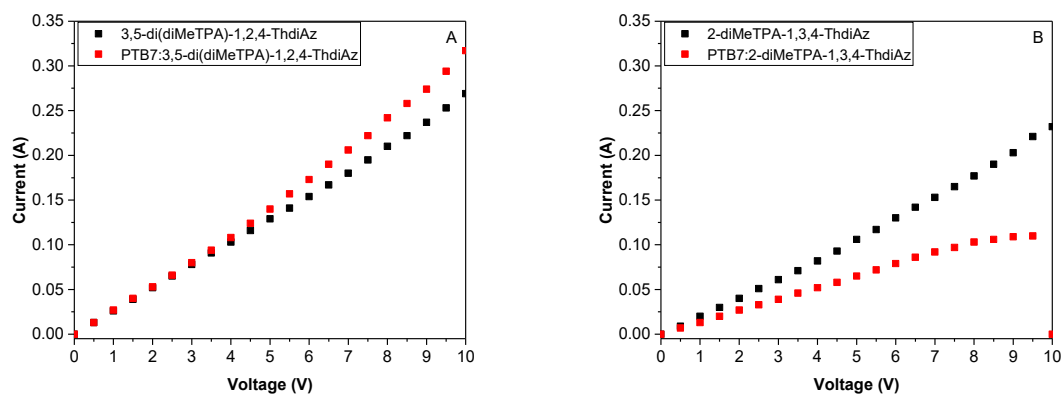 3,5-di(diMeTPA)-1,2,4-ThdiAz
PTB7:3,5-di(diMeTPA)-1,2,4-ThdiAz
A
0.35
0.30
0.25
0.20
0.15
0.10
0.05
0.00
Current (A)
0 1 2 3 4 5 6 7 8 9 10
Voltage (V)
2-diMeTPA-1,3,4-ThdiAz
PTB7:2-diMeTPA-1,3,4-ThdiAz
B
0.35
0.30
0.25
0.20
0.15
0.10
0.05
0.00
Current (A)
0 1 2 3 4 5 6 7 8 9 10
Voltage (V)